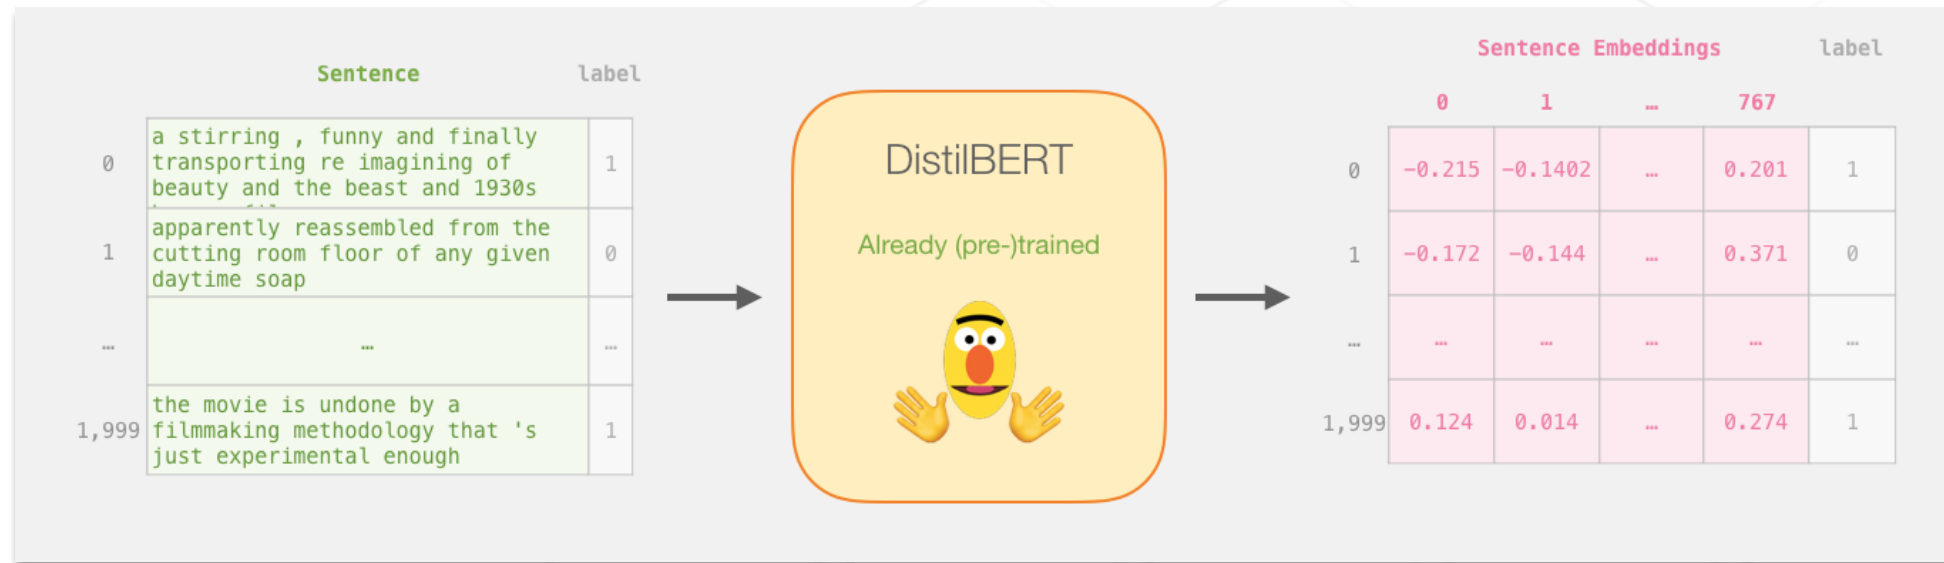 Sentence label
0 a stirring , funny and finally 1
transporting re imagining of
beauty and the beast and 1930s
1 apparently reassembled from the 0
cutting room floor of any given
daytime soap
… … …
1,999 the movie is undone by a 1
filmmaking methodology that 's
just experimental enough
DistilBERT
Already (pre-)trained
Sentence Embeddings label
0 1 … 767
0 -0.215 -0.1402 … 0.201 1
1 -0.172 -0.144 … 0.371 0
… … … … … …
1,999 0.124 0.014 … 0.274 1